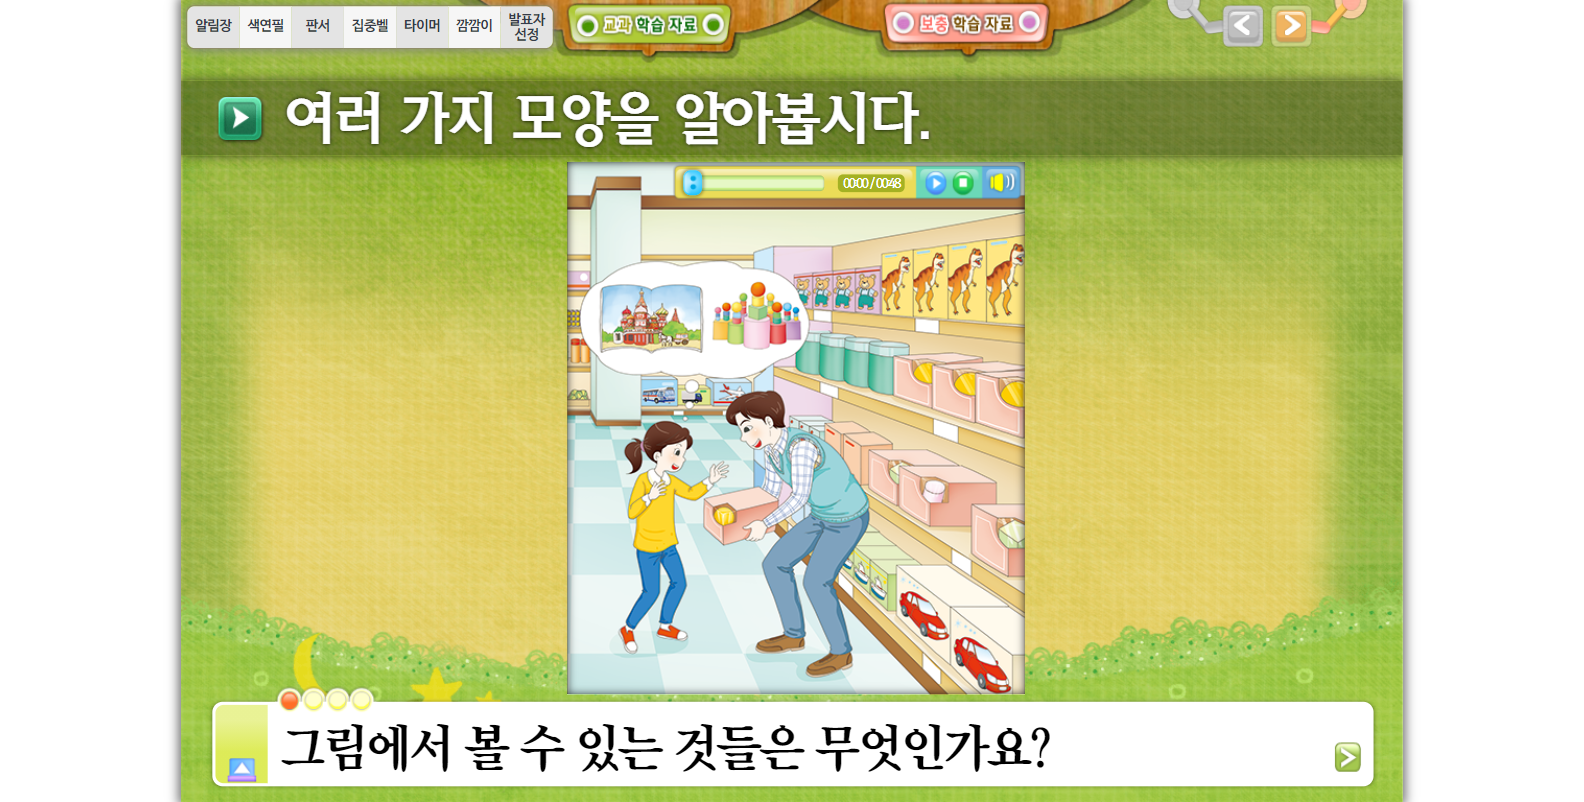 알림장 색연필 판서 집중벨 타이머 깜깜이 발표자 선정
교과 학습 자료
보충 학습 자료
여러 가지 모양을 알아봅시다.
00:00 / 00:48
그림에서 볼 수 있는 것들은 무엇인가요?